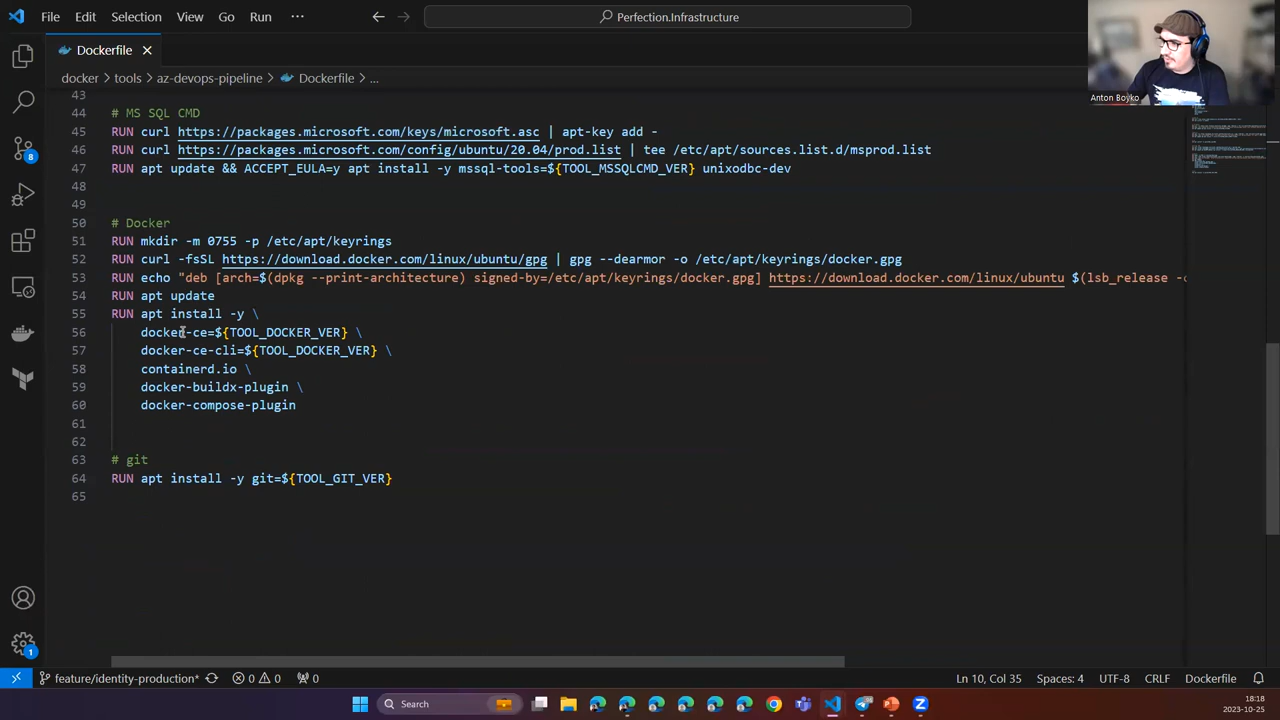 File Edit Selection View Go Run ···
Perfection.Infrastructure
Dockerfile
docker > tools > az-devops-pipeline > Dockerfile > ...
Anton Boyko
43
44 # MS SQL CMD
45 RUN curl https://packages.microsoft.com/keys/microsoft.asc | apt-key add -
46 RUN curl https://packages.microsoft.com/config/ubuntu/20.04/prod.list | tee /etc/apt/sources.list.d/msprod.list
47 RUN apt update && ACCEPT_EULA=y apt install -y mssql-tools=${TOOL_MSSQLCMD_VER} unixodbc-dev
48
49
50 # Docker
51 RUN mkdir -m 0755 -p /etc/apt/keyrings
52 RUN curl -fsSL https://download.docker.com/linux/ubuntu/gpg | gpg --dearmor -o /etc/apt/keyrings/docker.gpg
53 RUN echo "deb [arch=$(dpkg --print-architecture) signed-by=/etc/apt/keyrings/docker.gpg] https://download.docker.com/linux/ubuntu $(lsb_release -c
54 RUN apt update
55 RUN apt install -y \
56 docker-ce=${TOOL_DOCKER_VER} \
57 docker-ce-cli=${TOOL_DOCKER_VER} \
58 containerd.io \
59 docker-buildx-plugin \
60 docker-compose-plugin
61
62
63 # git
64 RUN apt install -y git=${TOOL_GIT_VER}
65
8
1
feature/identity-production* 0 0 0 Ln 10, Col 35 Spaces: 4 UTF-8 CRLF Dockerfile
Search
18:18
2023-10-25